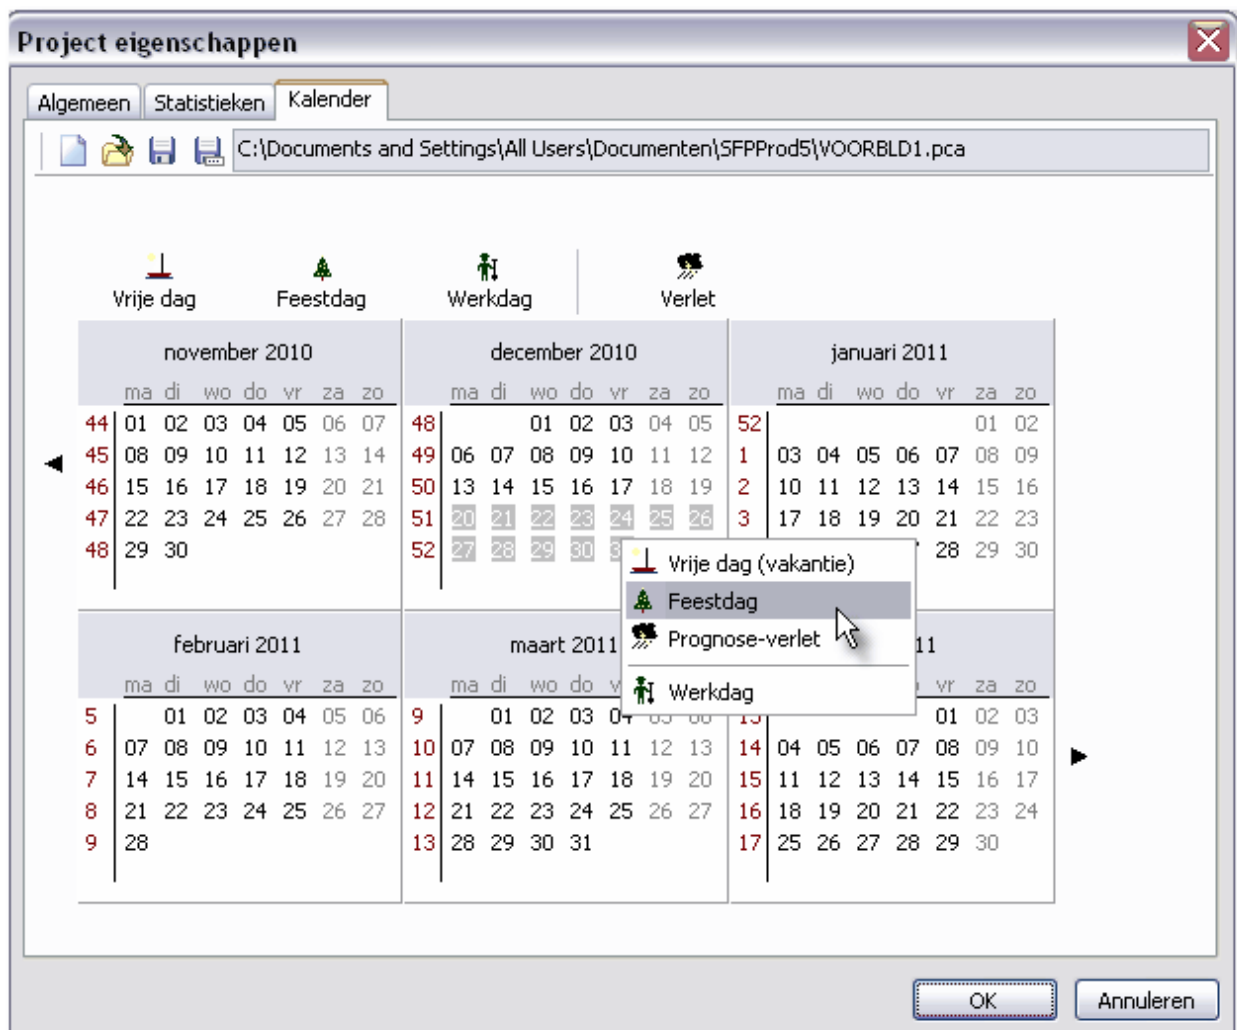 Project eigenschappen
Algemeen Statistieken Kalender
C:\Documents and Settings\All Users\Documenten\SFPProd5\VOORBLD1.pca
Vrije dag Feestdag Werkdag Verlet
november 2010 december 2010 januari 2011
ma di wo do vr za zo ma di wo do vr za zo ma di wo do vr za zo
44 01 02 03 04 05 06 07 48 01 02 03 04 05 52 01 02
45 08 09 10 11 12 13 14 49 06 07 08 09 10 11 12 1 03 04 05 06 07 08 09
46 15 16 17 18 19 20 21 50 13 14 15 16 17 18 19 2 10 11 12 13 14 15 16
47 22 23 24 25 26 27 28 51 20 21 22 23 24 25 26 3 17 18 19 20 21 22 23
48 29 30 52 27 28 29 30 28 29 30
Vrije dag (vakantie)
Feestdag
Prognose-verlet
Werkdag
februari 2011 maart 2011 11
ma di wo do vr za zo ma di wo do vr za zo
5 01 02 03 04 05 06 9 01 02 03 04 01 02 03
6 07 08 09 10 11 12 13 10 07 08 09 10 11 12 13 14 04 05 06 07 08 09 10
7 14 15 16 17 18 19 20 11 14 15 16 17 18 19 20 15 11 12 13 14 15 16 17
8 21 22 23 24 25 26 27 12 21 22 23 24 25 26 27 16 18 19 20 21 22 23 24
9 28 13 28 29 30 31 17 25 26 27 28 29 30
OK Annuleren